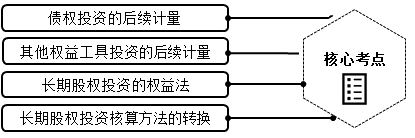 债权投资的后续计量
其他权益工具投资的后续计量
长期股权投资的权益法
长期股权投资核算方法的转换
核心考点